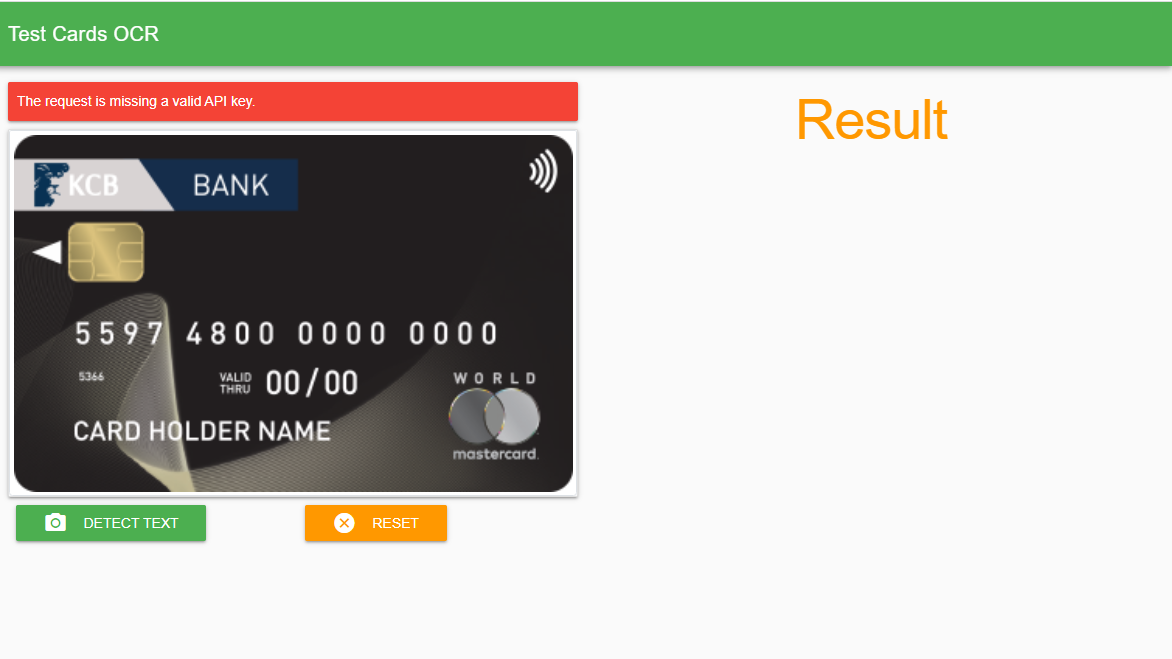 Test Cards OCR
The request is missing a valid API key.
Result
KCB BANK
5597 4800 0000 0000
5366
VALID THRU 00/00
WORLD
CARD HOLDER NAME
mastercard.
DETECT TEXT
RESET